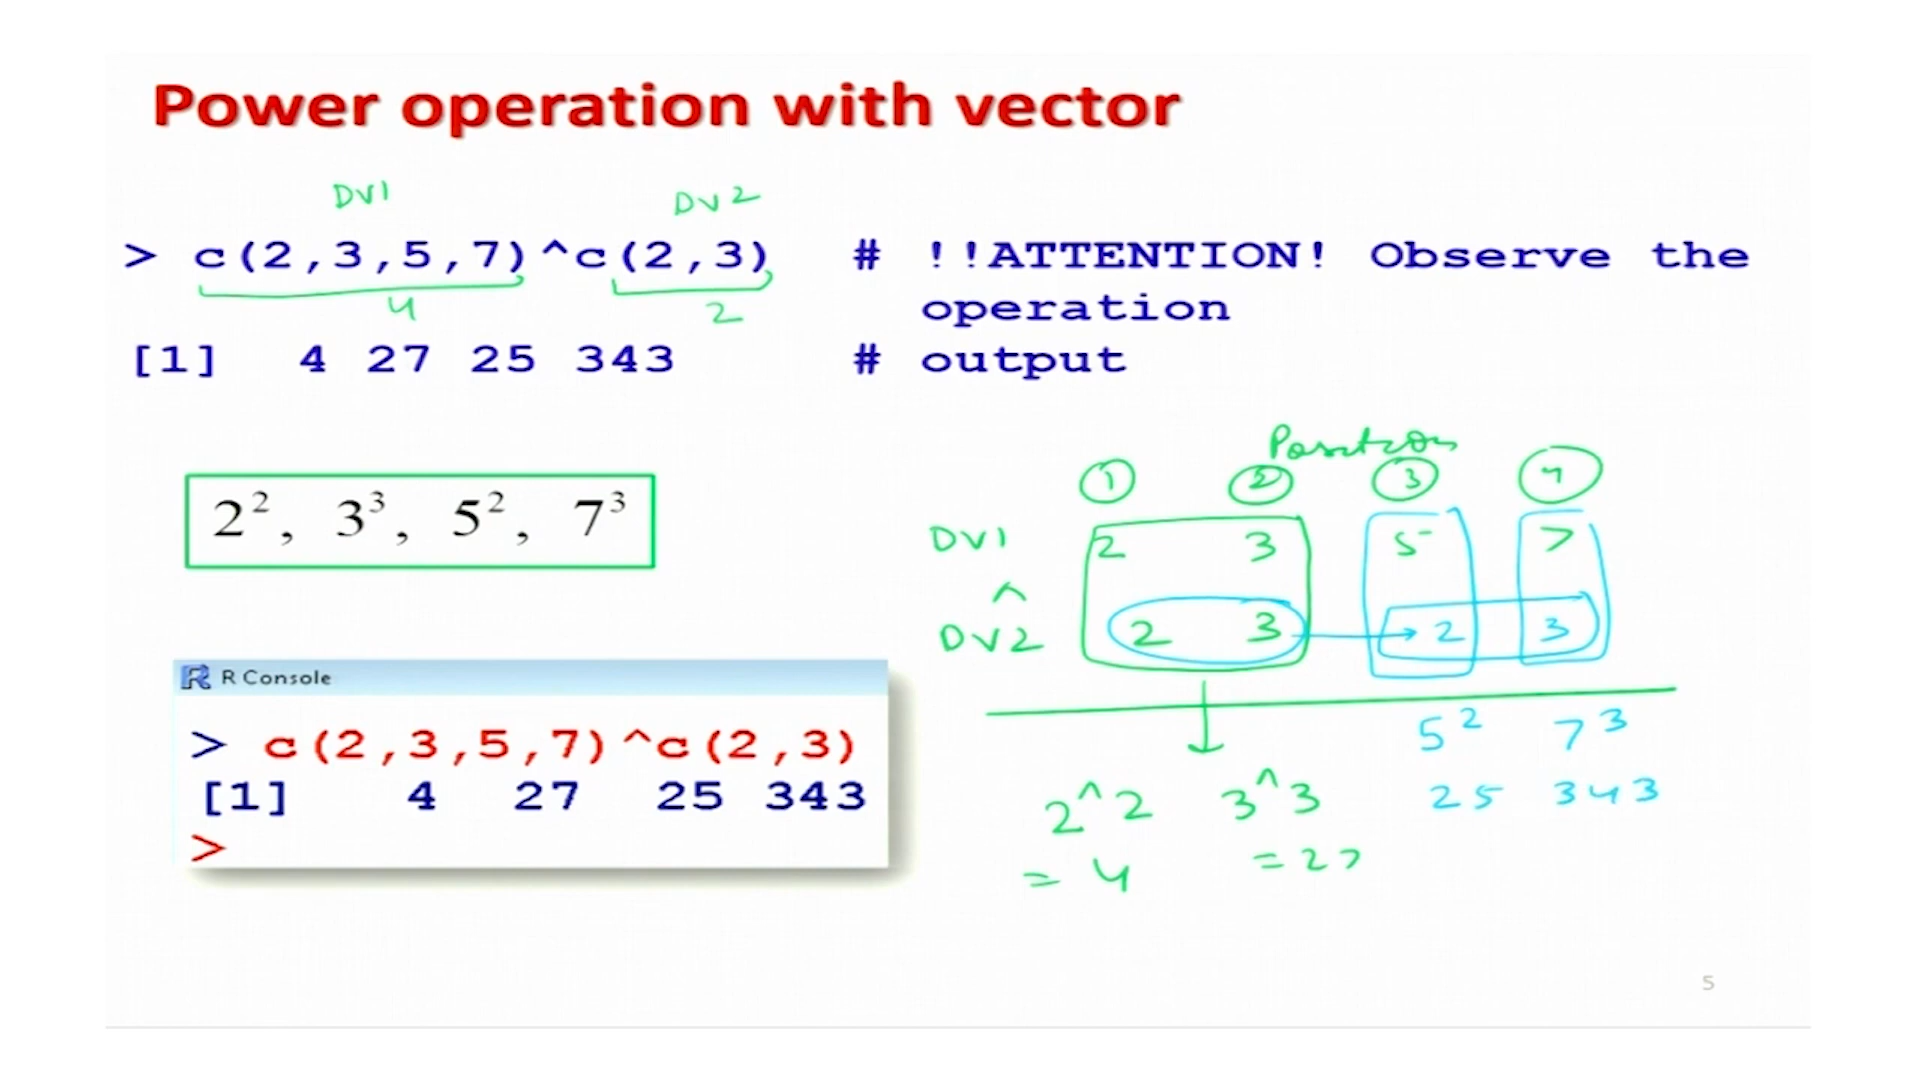 Power operation with vector
DV1 DV2
> c(2,3,5,7)^c(2,3) # !!ATTENTION! Observe the
operation
4 2
[1] 4 27 25 343 # output
2², 3³, 5², 7³
R Console
> c(2,3,5,7)^c(2,3)
[1] 4 27 25 343
>
Position
1 2 3 4
DV1 2 3 5 7
^
DV2 2 3 2 3
5² 7³
2^2 3^3 25 343
= 4 = 27
5